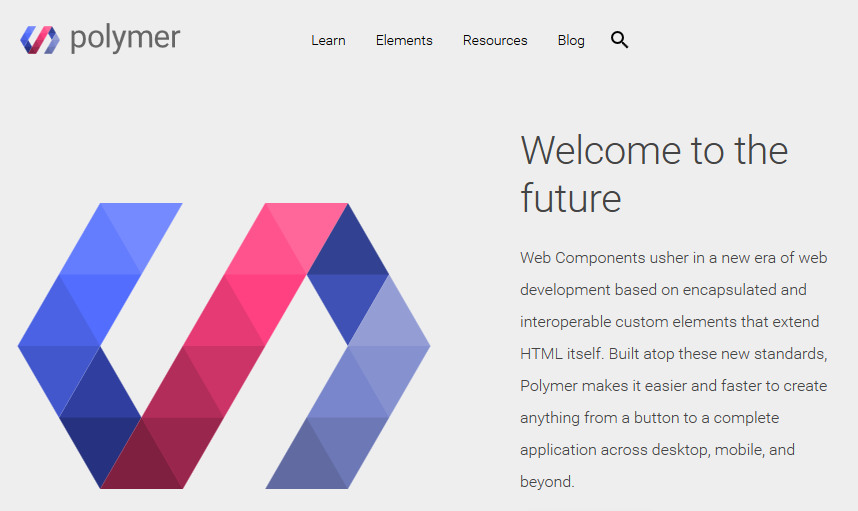 polymer
Learn Elements Resources Blog
Welcome to the
future
Web Components usher in a new era of web
development based on encapsulated and
interoperable custom elements that extend
HTML itself. Built atop these new standards,
Polymer makes it easier and faster to create
anything from a button to a complete
application across desktop, mobile, and
beyond.